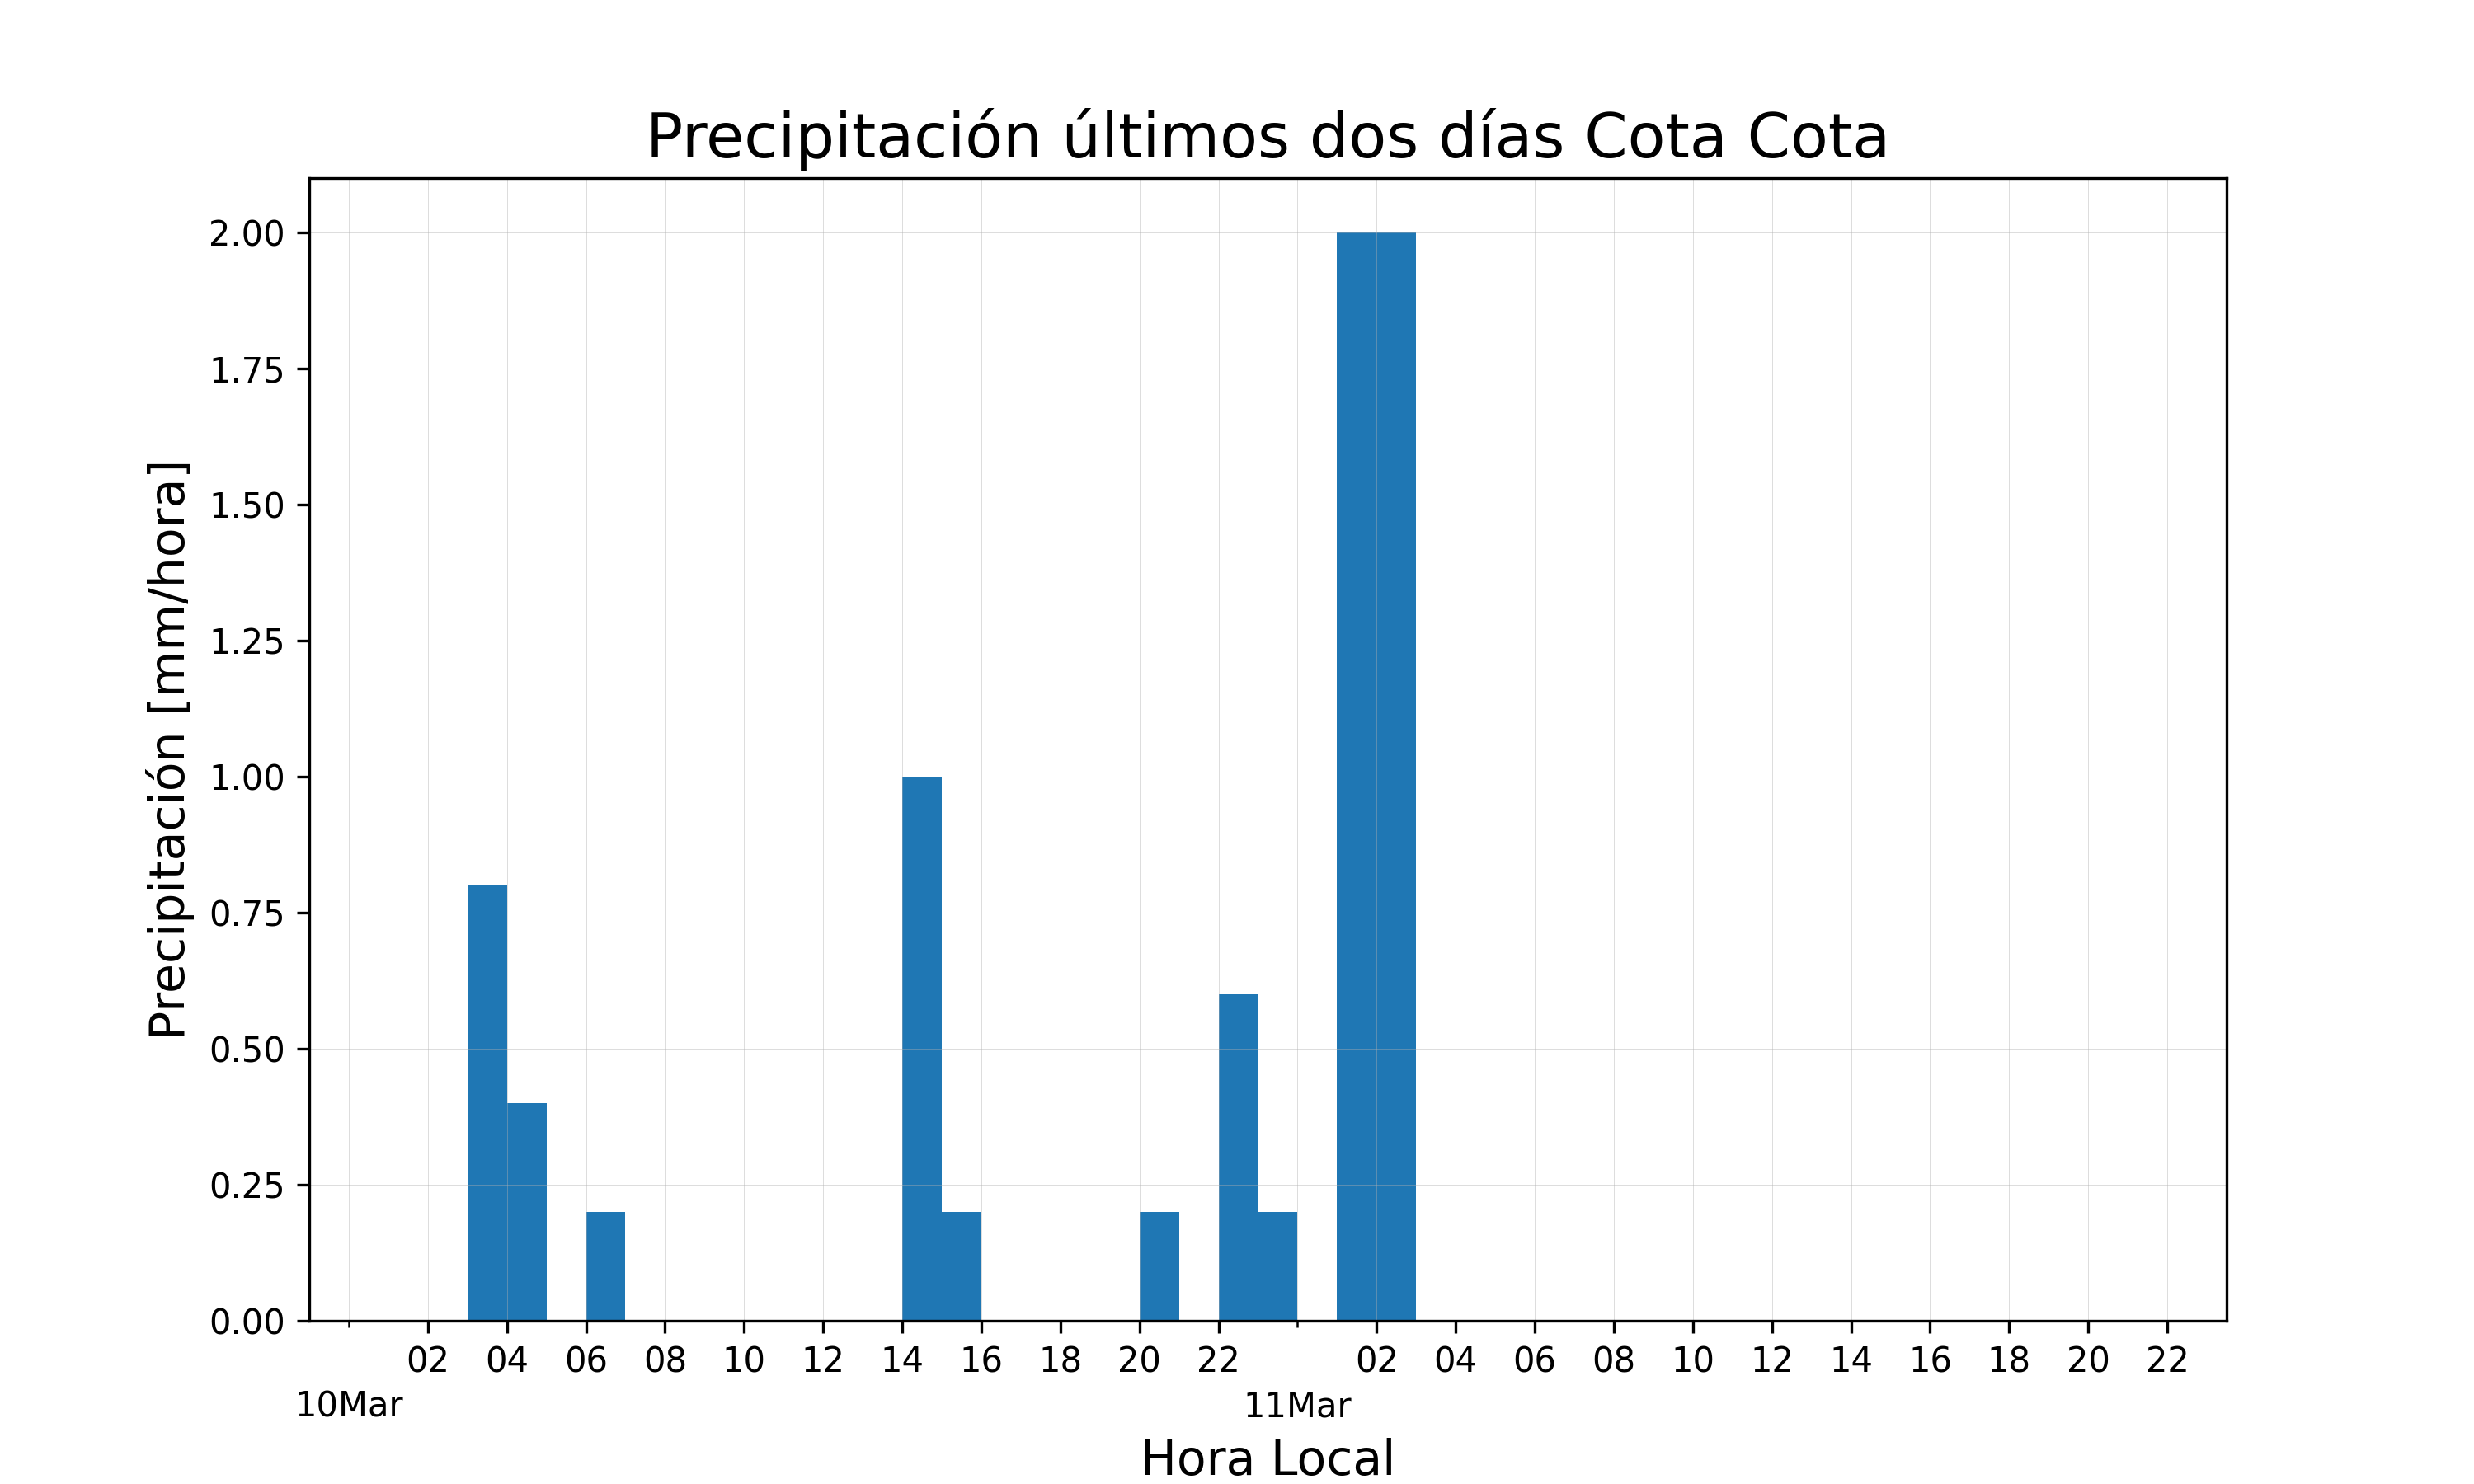 Precipitación últimos dos días Cota Cota
Precipitación [mm/hora]
2.00
1.75
1.50
1.25
1.00
0.75
0.50
0.25
0.00
02 04 06 08 10 12 14 16 18 20 22 02 04 06 08 10 12 14 16 18 20 22
10Mar 11Mar
Hora Local